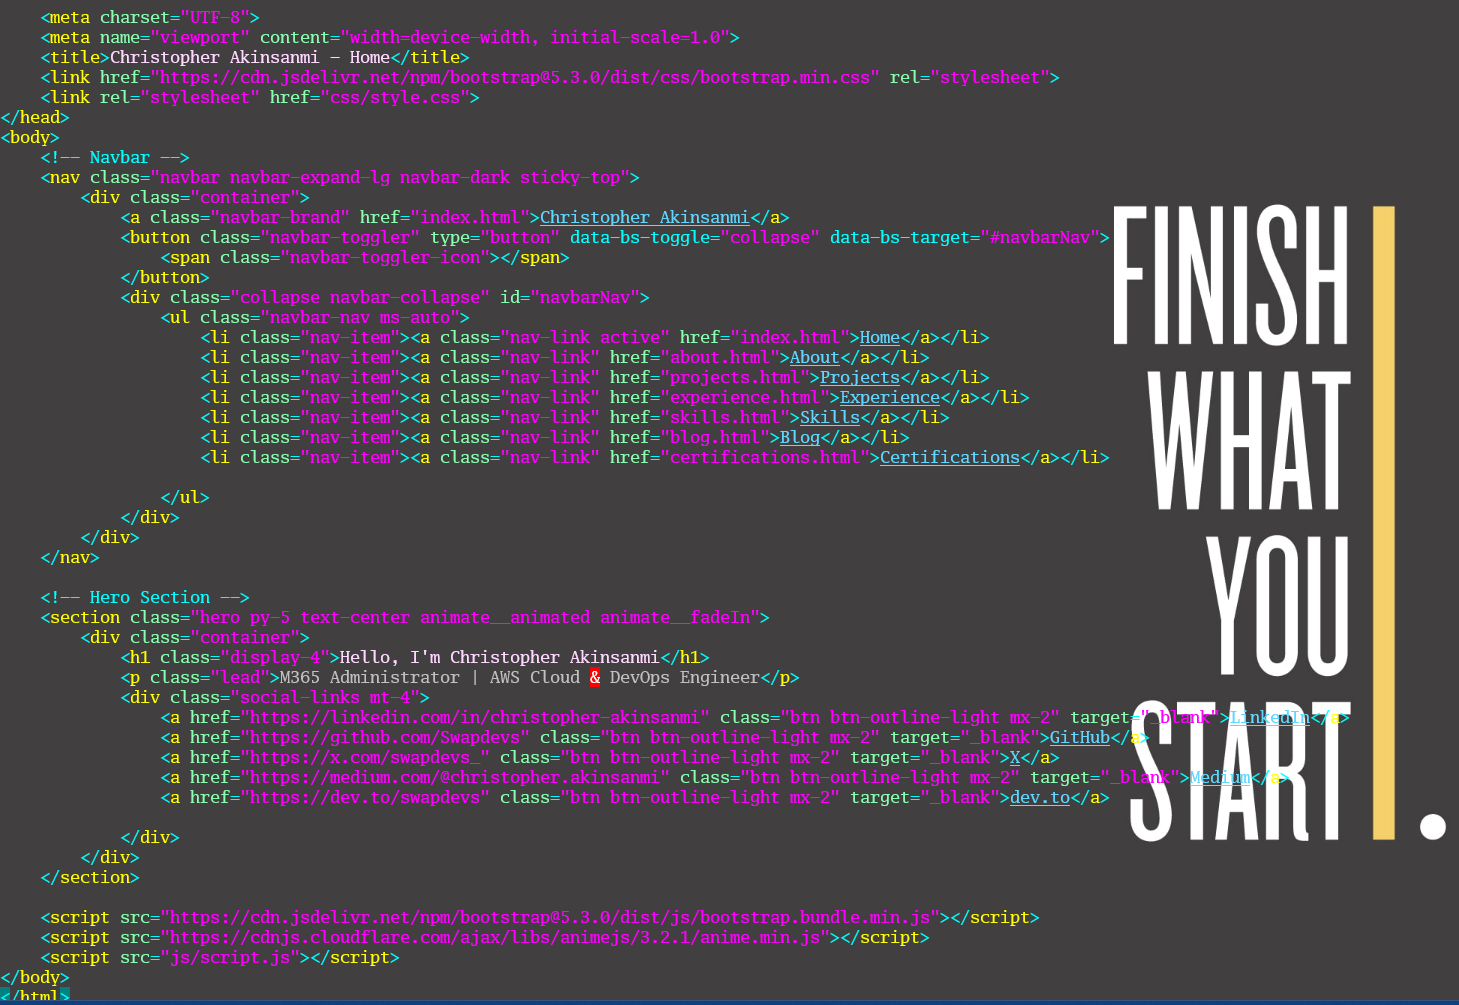 <meta charset="UTF-8">
    <meta name="viewport" content="width=device-width, initial-scale=1.0">
    <title>Christopher Akinsanmi - Home</title>
    <link href="https://cdn.jsdelivr.net/npm/bootstrap@5.3.0/dist/css/bootstrap.min.css" rel="stylesheet">
    <link rel="stylesheet" href="css/style.css">
</head>
<body>
    <!-- Navbar -->
    <nav class="navbar navbar-expand-lg navbar-dark sticky-top">
        <div class="container">
            <a class="navbar-brand" href="index.html">Christopher Akinsanmi</a>
            <button class="navbar-toggler" type="button" data-bs-toggle="collapse" data-bs-target="#navbarNav">
                <span class="navbar-toggler-icon"></span>
            </button>
            <div class="collapse navbar-collapse" id="navbarNav">
                <ul class="navbar-nav ms-auto">
                    <li class="nav-item"><a class="nav-link active" href="index.html">Home</a></li>
                    <li class="nav-item"><a class="nav-link" href="about.html">About</a></li>
                    <li class="nav-item"><a class="nav-link" href="projects.html">Projects</a></li>
                    <li class="nav-item"><a class="nav-link" href="experience.html">Experience</a></li>
                    <li class="nav-item"><a class="nav-link" href="skills.html">Skills</a></li>
                    <li class="nav-item"><a class="nav-link" href="blog.html">Blog</a></li>
                    <li class="nav-item"><a class="nav-link" href="certifications.html">Certifications</a></li>
                </ul>
            </div>
        </div>
    </nav>
    <!-- Hero Section -->
    <section class="hero py-5 text-center animate__animated animate__fadeIn">
        <div class="container">
            <h1 class="display-4">Hello, I'm Christopher Akinsanmi</h1>
            <p class="lead">M365 Administrator | AWS Cloud & DevOps Engineer</p>
            <div class="social-links mt-4">
                <a href="https://linkedin.com/in/christopher-akinsanmi" class="btn btn-outline-light mx-2" target="_blank">LinkedIn</a>
                <a href="https://github.com/Swapdevs" class="btn btn-outline-light mx-2" target="_blank">GitHub</a>
                <a href="https://x.com/swapdevs_" class="btn btn-outline-light mx-2" target="_blank">X</a>
                <a href="https://medium.com/@christopher.akinsanmi" class="btn btn-outline-light mx-2" target="_blank">Medium</a>
                <a href="https://dev.to/swapdevs" class="btn btn-outline-light mx-2" target="_blank">dev.to</a>
            </div>
        </div>
    </section>
    <script src="https://cdn.jsdelivr.net/npm/bootstrap@5.3.0/dist/js/bootstrap.bundle.min.js"></script>
    <script src="https://cdnjs.cloudflare.com/ajax/libs/animejs/3.2.1/anime.min.js"></script>
    <script src="js/script.js"></script>
</body>
</html>
FINISH
WHAT
YOU
START.